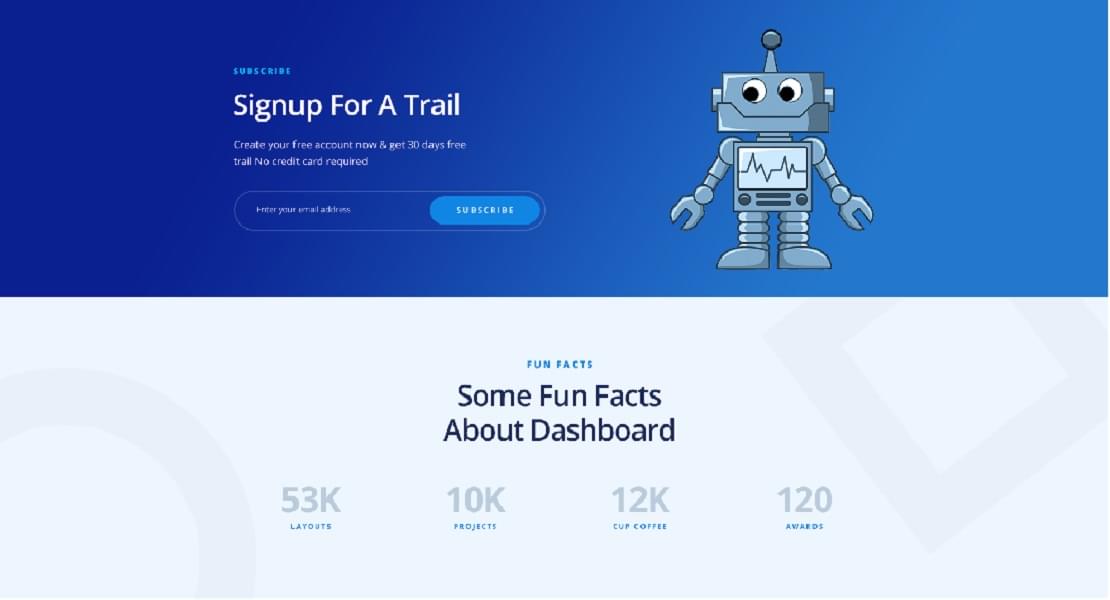 SUBSCRIBE
Signup For A Trail
Create your free account now & get 30 days free
trail No credit card required
Enter your email address
SUBSCRIBE
FUN FACTS
Some Fun Facts
About Dashboard
53K
10K
12K
120
LAYOUTS
PROJECTS
CUP COFFEE
AWARDS